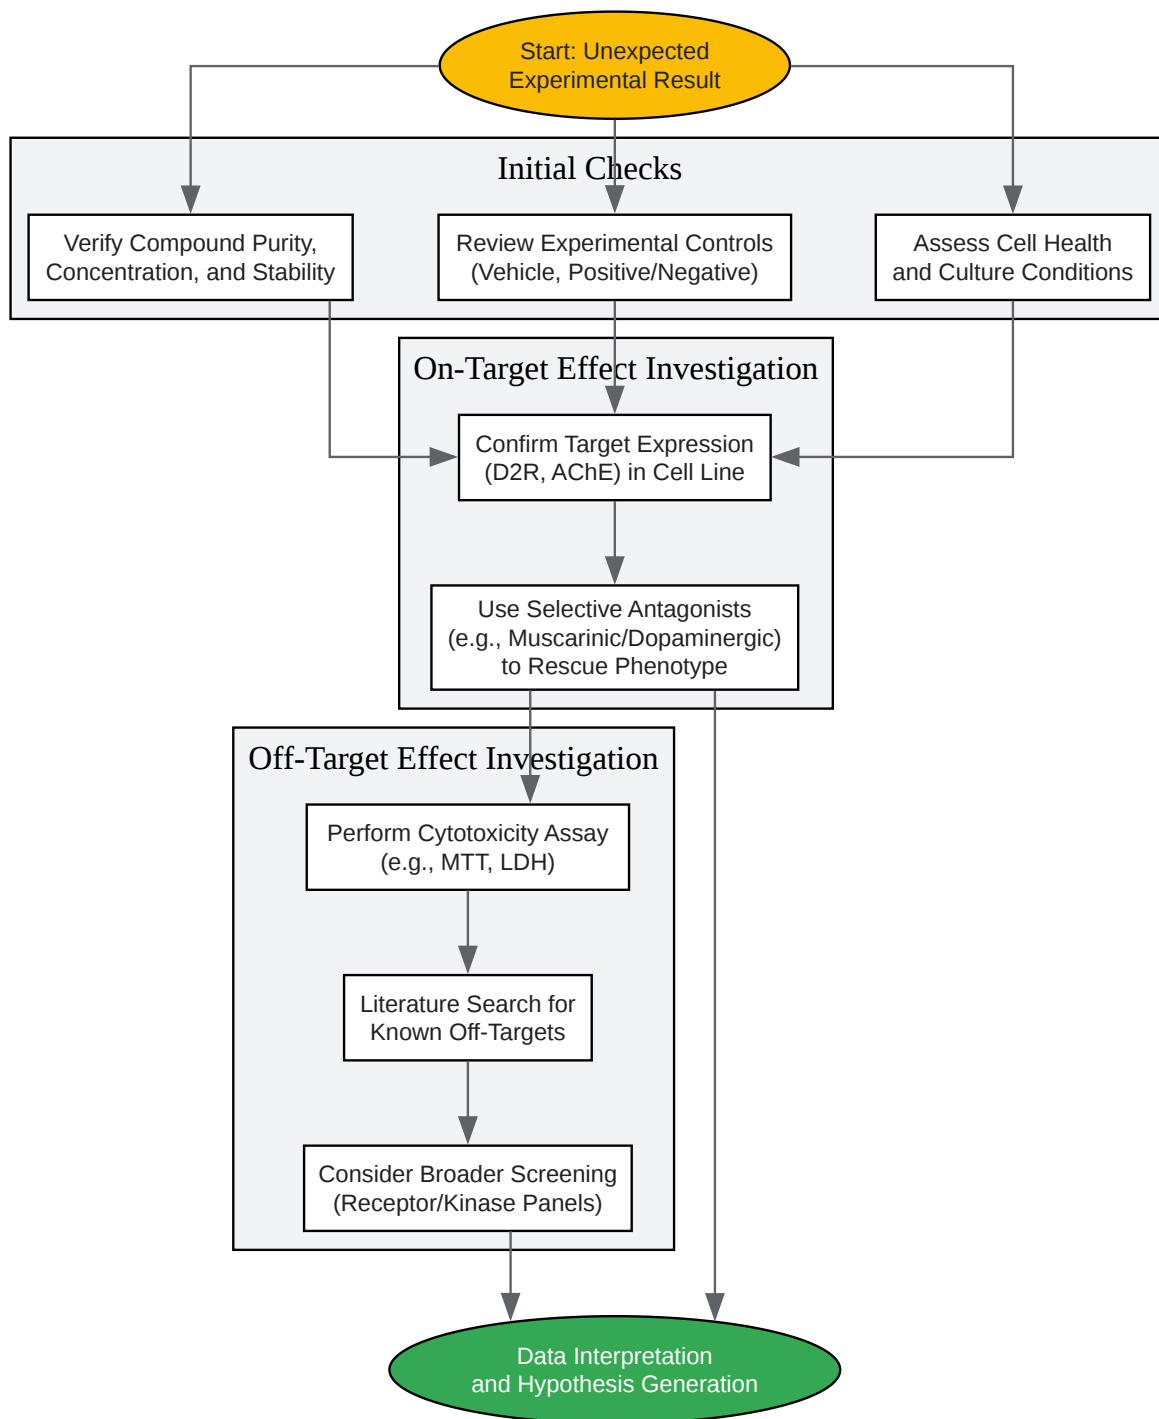 Start: Unexpected
Experimental Result
Initial Checks
Verify Compound Purity,
Concentration, and Stability
Review Experimental Controls
(Vehicle, Positive/Negative)
Assess Cell Health
and Culture Conditions
On-Target Effect Investigation
Confirm Target Expression
(D2R, AChE) in Cell Line
Use Selective Antagonists
(e.g., Muscarinic/Dopaminergic)
to Rescue Phenotype
Off-Target Effect Investigation
Perform Cytotoxicity Assay
(e.g., MTT, LDH)
Literature Search for
Known Off-Targets
Consider Broader Screening
(Receptor/Kinase Panels)
Data Interpretation
and Hypothesis Generation